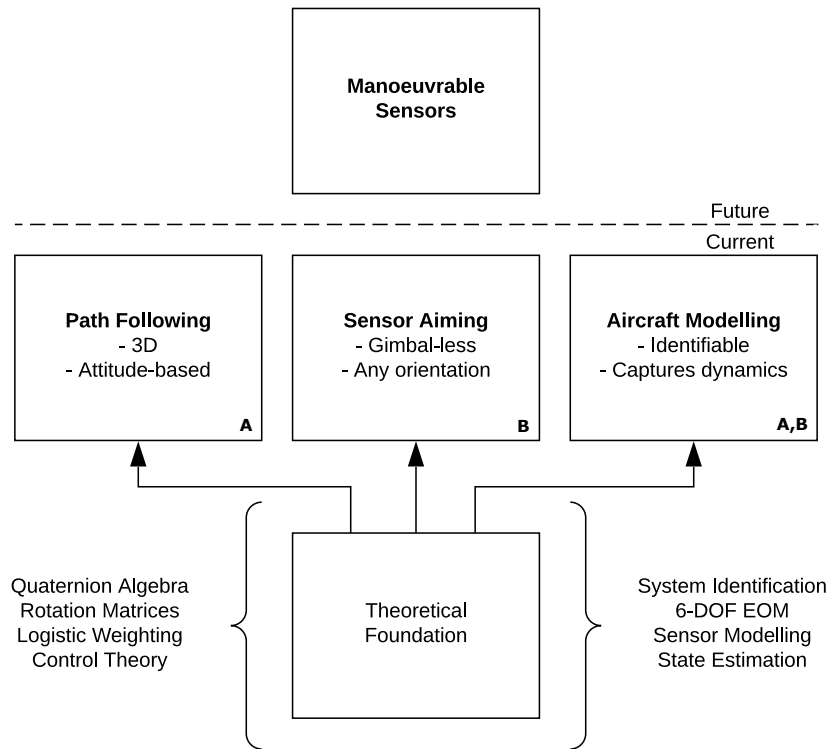 Manoeuvrable
Sensors
Future
Current
Path Following
- 3D
- Attitude-based
A
Sensor Aiming
- Gimbal-less
- Any orientation
B
Aircraft Modelling
- Identifiable
- Captures dynamics
A,B
Quaternion Algebra
Rotation Matrices
Logistic Weighting
Control Theory
Theoretical
Foundation
System Identification
6-DOF EOM
Sensor Modelling
State Estimation